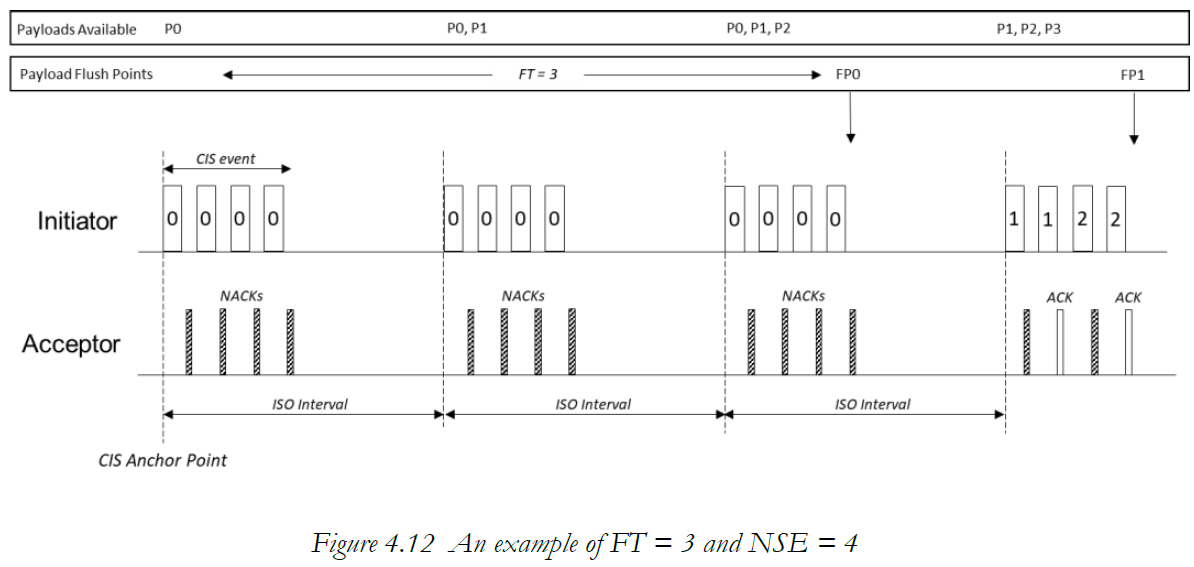 Payloads Available P0 P0, P1 P0, P1, P2 P1, P2, P3
Payload Flush Points FT = 3 FP0 FP1
CIS event
Initiator 0 0 0 0 0 0 0 0 0 0 0 0 1 1 2 2
NACKs NACKs NACKs ACK ACK
Acceptor
ISO Interval ISO Interval ISO Interval
CIS Anchor Point
Figure 4.12 An example of FT = 3 and NSE = 4